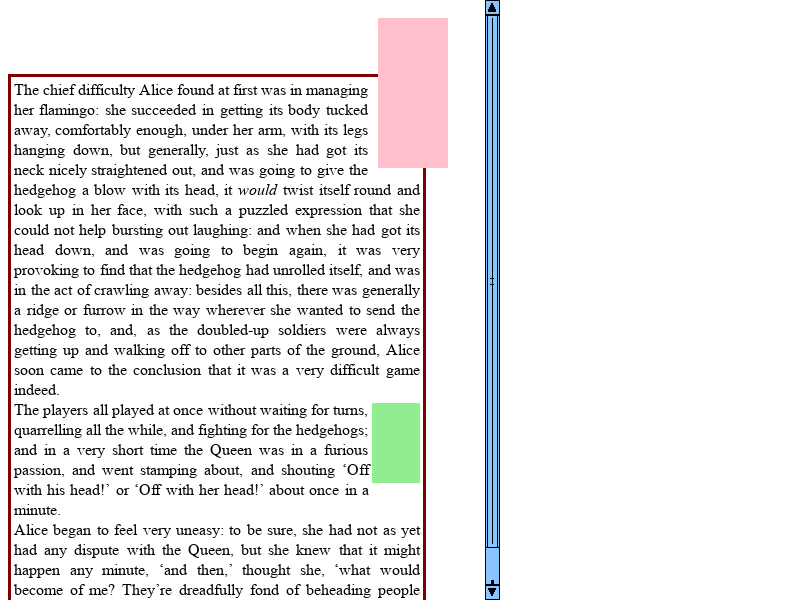 The chief difficulty Alice found at first was in managing
her flamingo: she succeeded in getting its body tucked
away, comfortably enough, under her arm, with its legs
hanging down, but generally, just as she had got its
neck nicely straightened out, and was going to give the
hedgehog a blow with its head, it would twist itself round and
look up in her face, with such a puzzled expression that she
could not help bursting out laughing: and when she had got its
head down, and was going to begin again, it was very
provoking to find that the hedgehog had unrolled itself, and was
in the act of crawling away: besides all this, there was generally
a ridge or furrow in the way wherever she wanted to send the
hedgehog to, and, as the doubled-up soldiers were always
getting up and walking off to other parts of the ground, Alice
soon came to the conclusion that it was a very difficult game
indeed.
The players all played at once without waiting for turns,
quarrelling all the while, and fighting for the hedgehogs;
and in a very short time the Queen was in a furious
passion, and went stamping about, and shouting ‘Off
with his head!’ or ‘Off with her head!’ about once in a
minute.
Alice began to feel very uneasy: to be sure, she had not as yet
had any dispute with the Queen, but she knew that it might
happen any minute, ‘and then,’ thought she, ‘what would
become of me? They’re dreadfully fond of beheading people